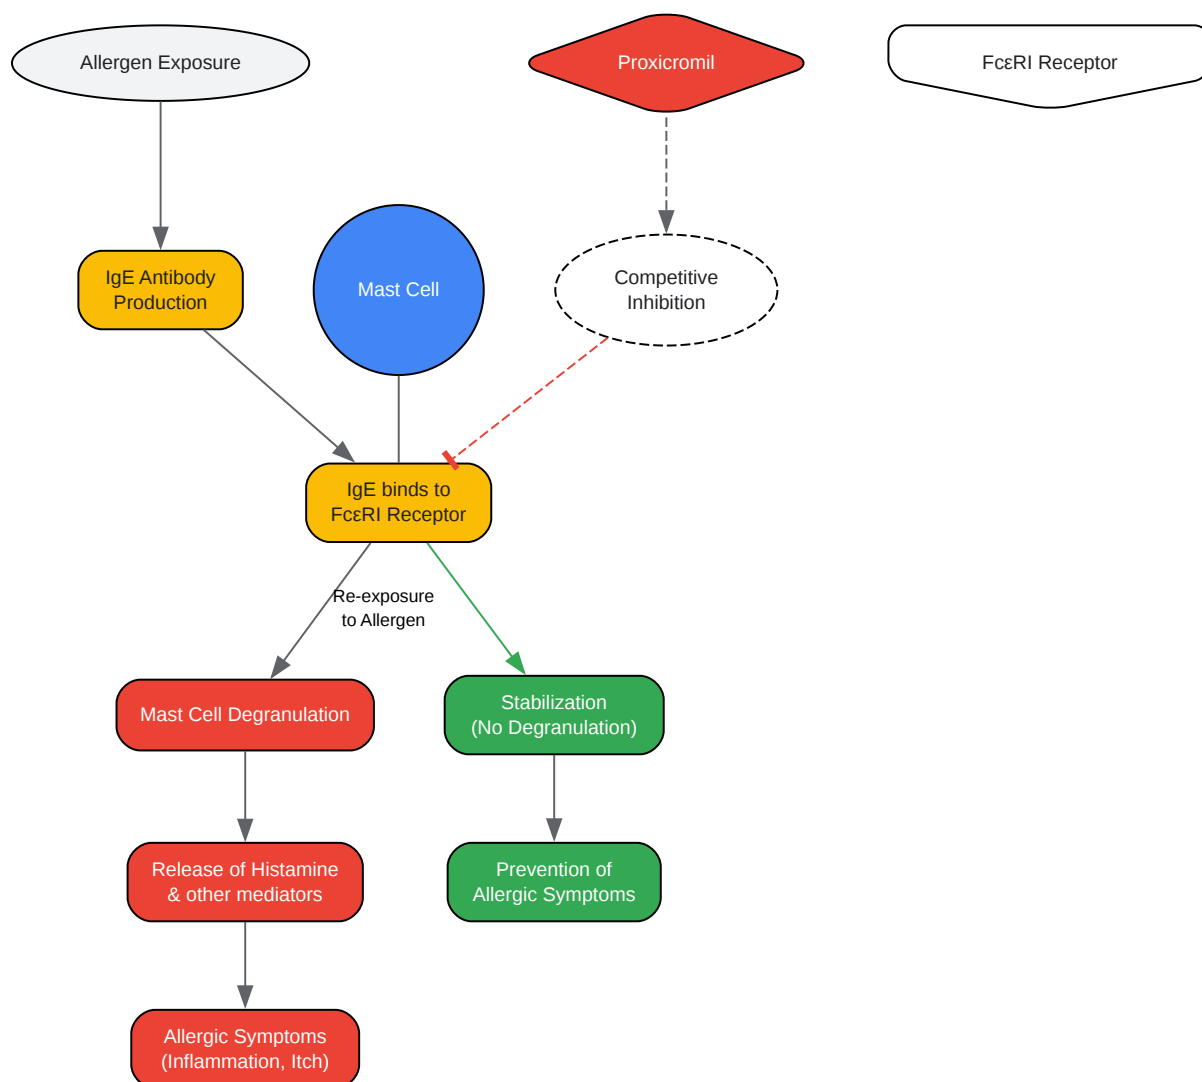 Allergen Exposure
Proxicromil
FcεRI Receptor
IgE Antibody
Production
Mast Cell
Competitive
Inhibition
IgE binds to
FcεRI Receptor
Re-exposure
to Allergen
Mast Cell Degranulation
Stabilization
(No Degranulation)
Release of Histamine
& other mediators
Prevention of
Allergic Symptoms
Allergic Symptoms
(Inflammation, Itch)